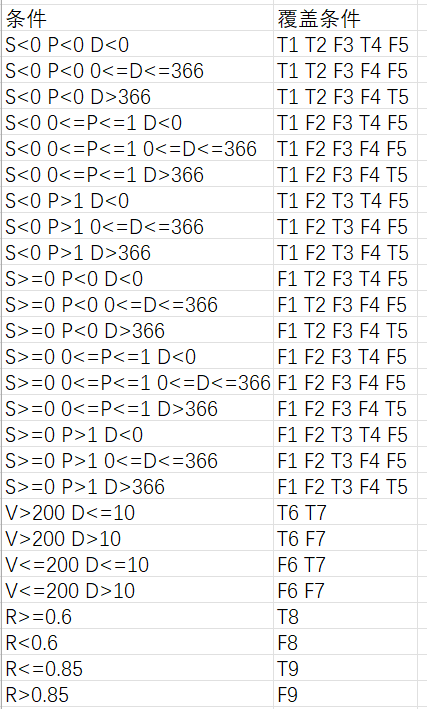 条件 覆盖条件
S<0 P<0 D<0 T1 T2 F3 T4 F5
S<0 P<0 0<=D<=366 T1 T2 F3 F4 F5
S<0 P<0 D>366 T1 T2 F3 F4 T5
S<0 0<=P<=1 D<0 T1 F2 F3 T4 F5
S<0 0<=P<=1 0<=D<=366 T1 F2 F3 F4 F5
S<0 0<=P<=1 D>366 T1 F2 F3 F4 T5
S<0 P>1 D<0 T1 F2 T3 T4 F5
S<0 P>1 0<=D<=366 T1 F2 T3 F4 F5
S<0 P>1 D>366 T1 F2 T3 F4 T5
S>=0 P<0 D<0 F1 T2 F3 T4 F5
S>=0 P<0 0<=D<=366 F1 T2 F3 F4 F5
S>=0 P<0 D>366 F1 T2 F3 F4 T5
S>=0 0<=P<=1 D<0 F1 F2 F3 T4 F5
S>=0 0<=P<=1 0<=D<=366 F1 F2 F3 F4 F5
S>=0 0<=P<=1 D>366 F1 F2 F3 F4 T5
S>=0 P>1 D<0 F1 F2 T3 T4 F5
S>=0 P>1 0<=D<=366 F1 F2 T3 F4 F5
S>=0 P>1 D>366 F1 F2 T3 F4 T5
V>200 D<=10 T6 T7
V>200 D>10 T6 F7
V<=200 D<=10 F6 T7
V<=200 D>10 F6 F7
R>=0.6 T8
R<0.6 F8
R<=0.85 T9
R>0.85 F9